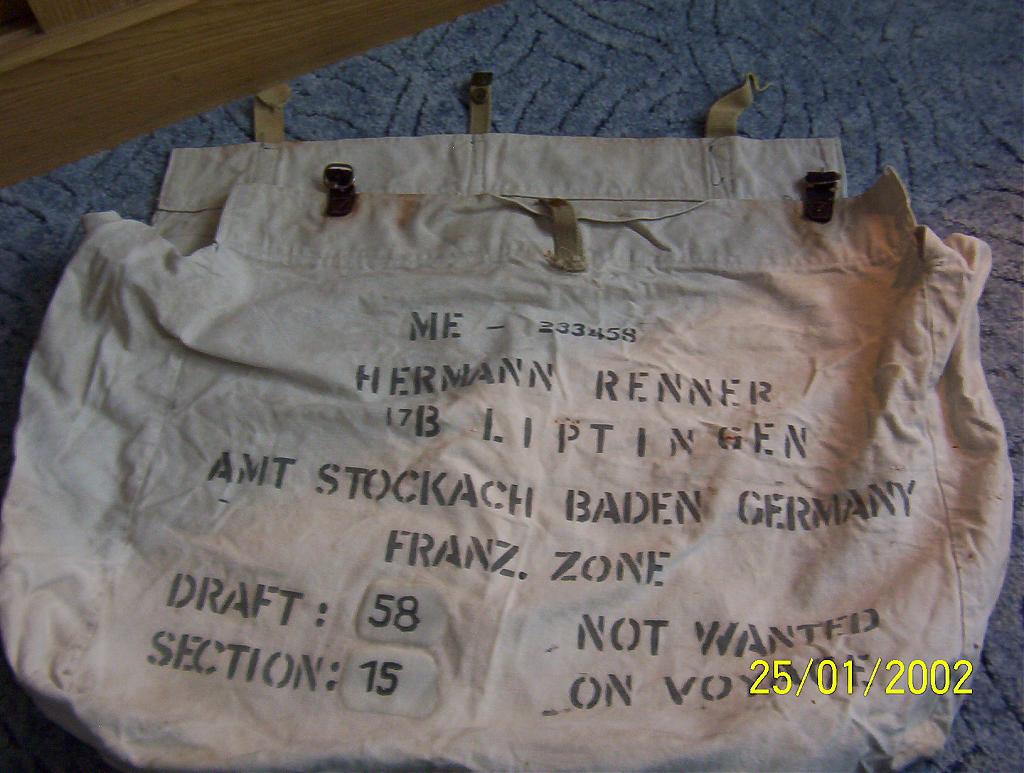 ME - 233458
HERMANN RENNER
17B LIPTINGEN
AMT STOCKACH BADEN GERMANY
FRANZ. ZONE
DRAFT: 58
SECTION: 15
NOT WANTED
ON
25/01/2002